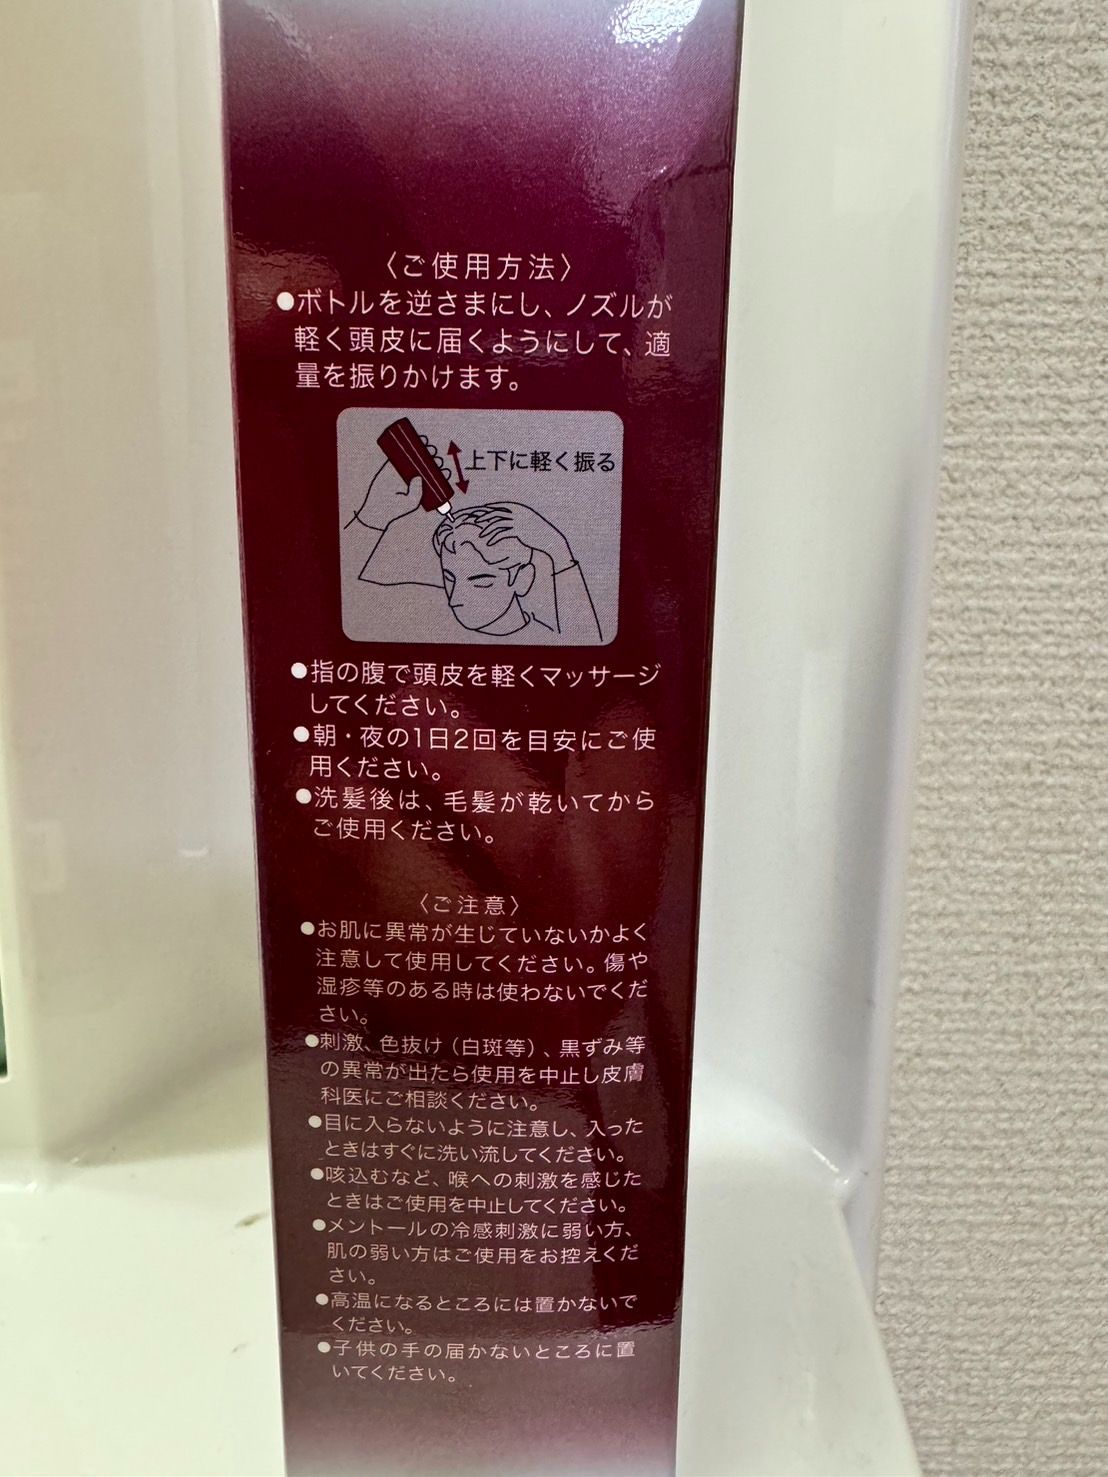 〈ご使用方法〉
●ボトルを逆さまにし、ノズルが
軽く頭皮に届くようにして、適
量を振りかけます。
上下に軽く振る
●指の腹で頭皮を軽くマッサージ
してください。
●朝・夜の1日2回を目安にご使
用ください。
●洗髪後は、毛髪が乾いてから
ご使用ください。
〈ご注意〉
●お肌に異常が生じていないかよく
注意して使用してください。傷や
湿疹等のある時は使わないでくだ
さい。
●刺激、色抜け（白斑等）、黒ずみ等
の異常が出たら使用を中止し皮膚
科医にご相談ください。
●目に入らないように注意し、入った
ときはすぐに洗い流してください。
●咳込むなど、喉への刺激を感じた
ときはご使用を中止してください。
●メントールの冷感刺激に弱い方、
肌の弱い方はご使用をお控えくだ
さい。
●高温になるところには置かないで
ください。
●子供の手の届かないところに置
いてください。